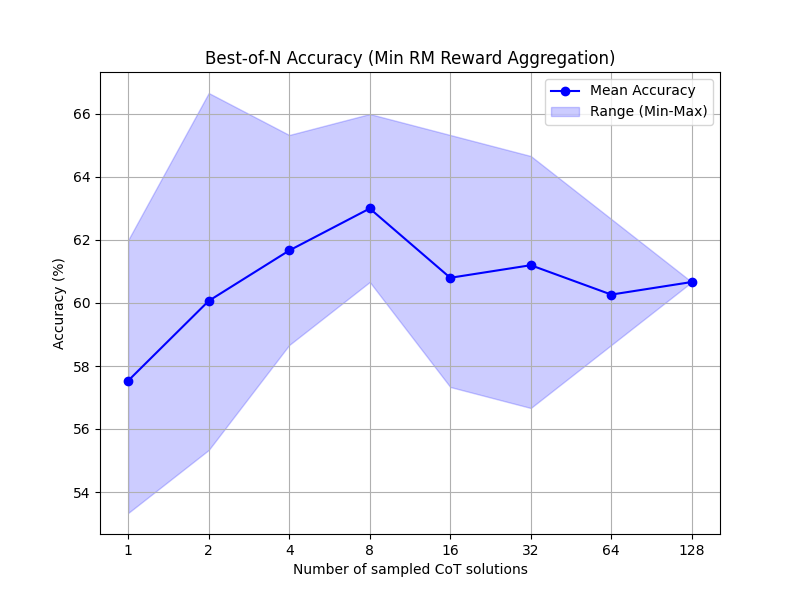 Best-of-N Accuracy (Min RM Reward Aggregation)
Mean Accuracy
Range (Min-Max)
Accuracy (%)
66
64
62
60
58
56
54
1 2 4 8 16 32 64 128
Number of sampled CoT solutions